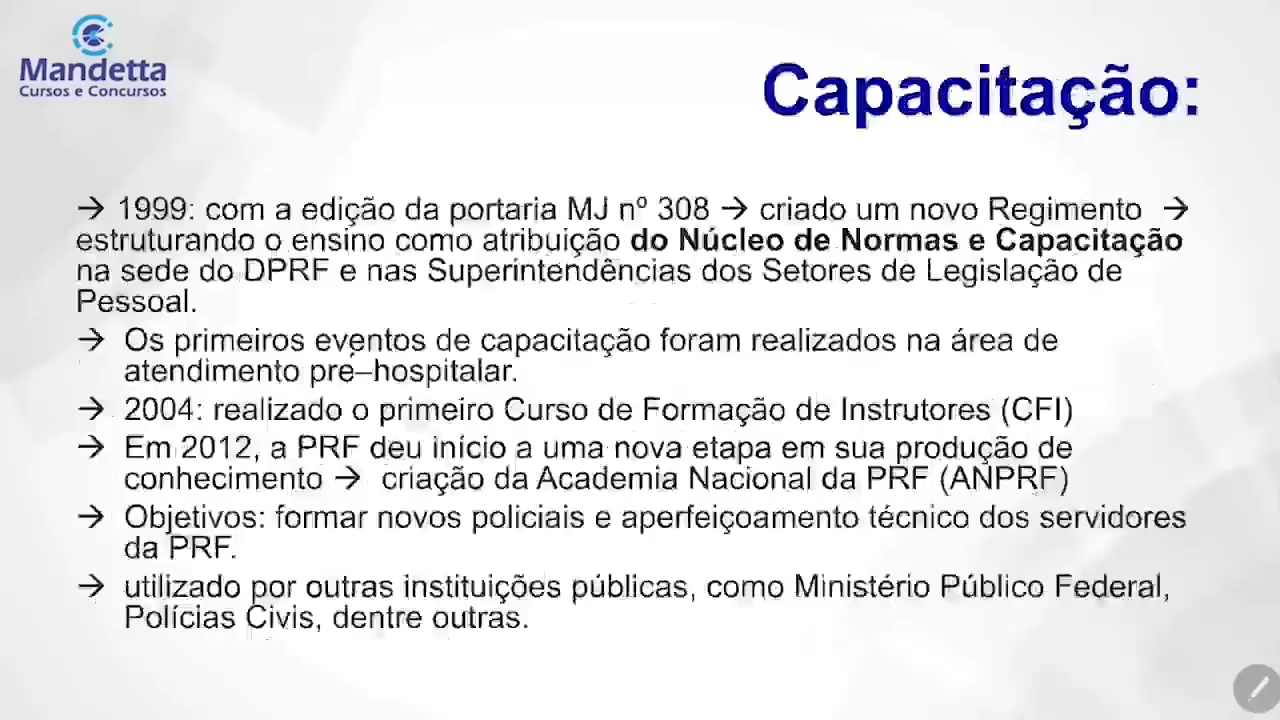 Mandetta
Cursos e Concursos
Capacitação:
→ 1999: com a edição da portaria MJ nº 308 → criado um novo Regimento →
estruturando o ensino como atribuição do Núcleo de Normas e Capacitação
na sede do DPRF e nas Superintendências dos Setores de Legislação de
Pessoal.
→ Os primeiros eventos de capacitação foram realizados na área de
atendimento pré–hospitalar.
→ 2004: realizado o primeiro Curso de Formação de Instrutores (CFI)
→ Em 2012, a PRF deu início a uma nova etapa em sua produção de
conhecimento → criação da Academia Nacional da PRF (ANPRF)
→ Objetivos: formar novos policiais e aperfeiçoamento técnico dos servidores
da PRF.
→ utilizado por outras instituições públicas, como Ministério Público Federal,
Polícias Civis, dentre outras.